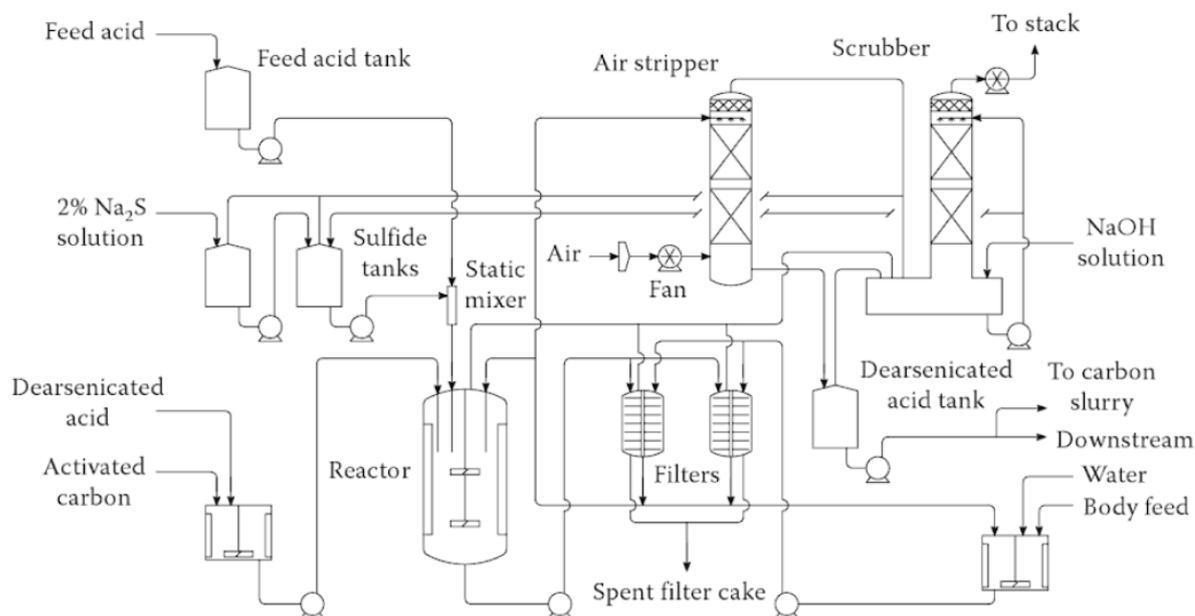 To stack
Feed acid
Feed acid tank
Air stripper
Scrubber
2% Na₂S
solution
Sulfide
tanks
Static
mixer
Air
Fan
NaOH
solution
Dearsenicated
acid
Activated
carbon
Reactor
Filters
Dearsenicated
acid tank
To carbon
slurry
Downstream
Water
Body feed
Spent filter cake